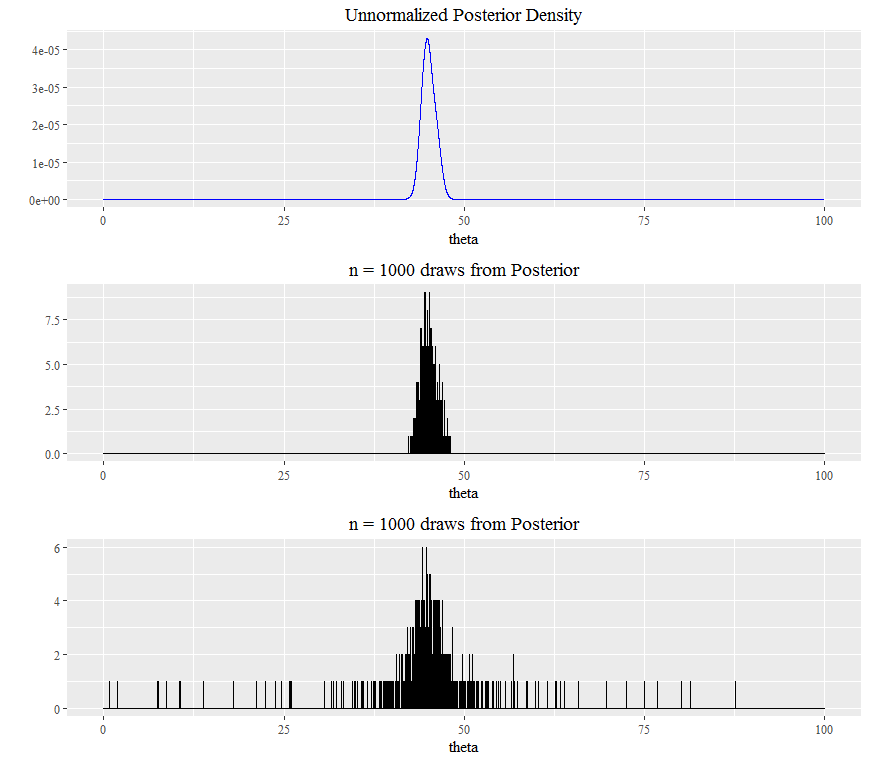 Unnormalized Posterior Density
4e-05
3e-05
2e-05
1e-05
0e+00
0 25 50 75 100
theta
n = 1000 draws from Posterior
7.5
5.0
2.5
0.0
0 25 50 75 100
theta
n = 1000 draws from Posterior
6
4
2
0
0 25 50 75 100
theta